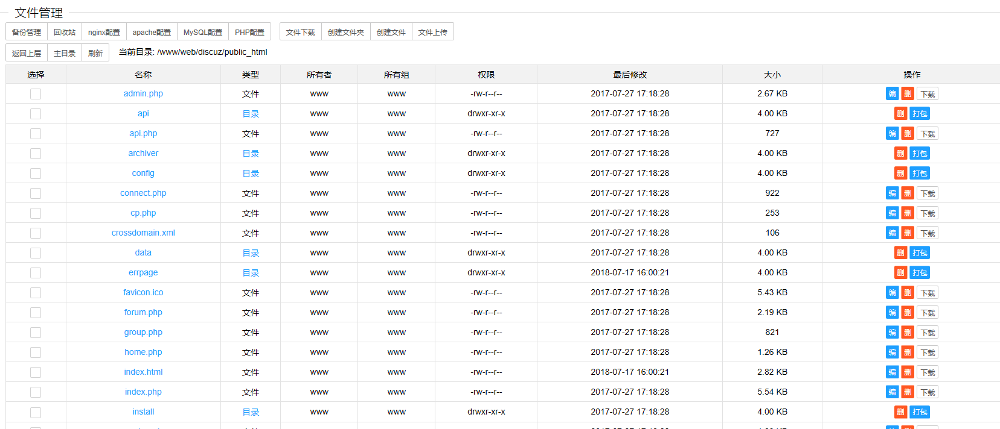 文件管理
备份管理 回收站 nginx配置 apache配置 MySQL配置 PHP配置 文件下载 创建文件夹 创建文件 文件上传
返回上层 主目录 刷新 当前目录: /www/web/discuz/public_html
选择 名称 类型 所有者 所有组 权限 最后修改 大小 操作
admin.php 文件 www www -rw-r--r-- 2017-07-27 17:18:28 2.67 KB 编 删 下载
api 目录 www www drwxr-xr-x 2017-07-27 17:18:28 4.00 KB 删 打包
api.php 文件 www www -rw-r--r-- 2017-07-27 17:18:28 727 编 删 下载
archiver 目录 www www drwxr-xr-x 2017-07-27 17:18:28 4.00 KB 删 打包
config 目录 www www drwxr-xr-x 2017-07-27 17:18:28 4.00 KB 删 打包
connect.php 文件 www www -rw-r--r-- 2017-07-27 17:18:28 922 编 删 下载
cp.php 文件 www www -rw-r--r-- 2017-07-27 17:18:28 253 编 删 下载
crossdomain.xml 文件 www www -rw-r--r-- 2017-07-27 17:18:28 106 编 删 下载
data 目录 www www drwxr-xr-x 2017-07-27 17:18:28 4.00 KB 删 打包
errpage 目录 www www drwxr-xr-x 2018-07-17 16:00:21 4.00 KB 删 打包
favicon.ico 文件 www www -rw-r--r-- 2017-07-27 17:18:28 5.43 KB 编 删 下载
forum.php 文件 www www -rw-r--r-- 2017-07-27 17:18:28 2.19 KB 编 删 下载
group.php 文件 www www -rw-r--r-- 2017-07-27 17:18:28 821 编 删 下载
home.php 文件 www www -rw-r--r-- 2017-07-27 17:18:28 1.26 KB 编 删 下载
index.html 文件 www www -rw-r--r-- 2018-07-17 16:00:21 2.82 KB 编 删 下载
index.php 文件 www www -rw-r--r-- 2017-07-27 17:18:28 5.54 KB 编 删 下载
install 目录 www www drwxr-xr-x 2017-07-27 17:18:28 4.00 KB 删 打包